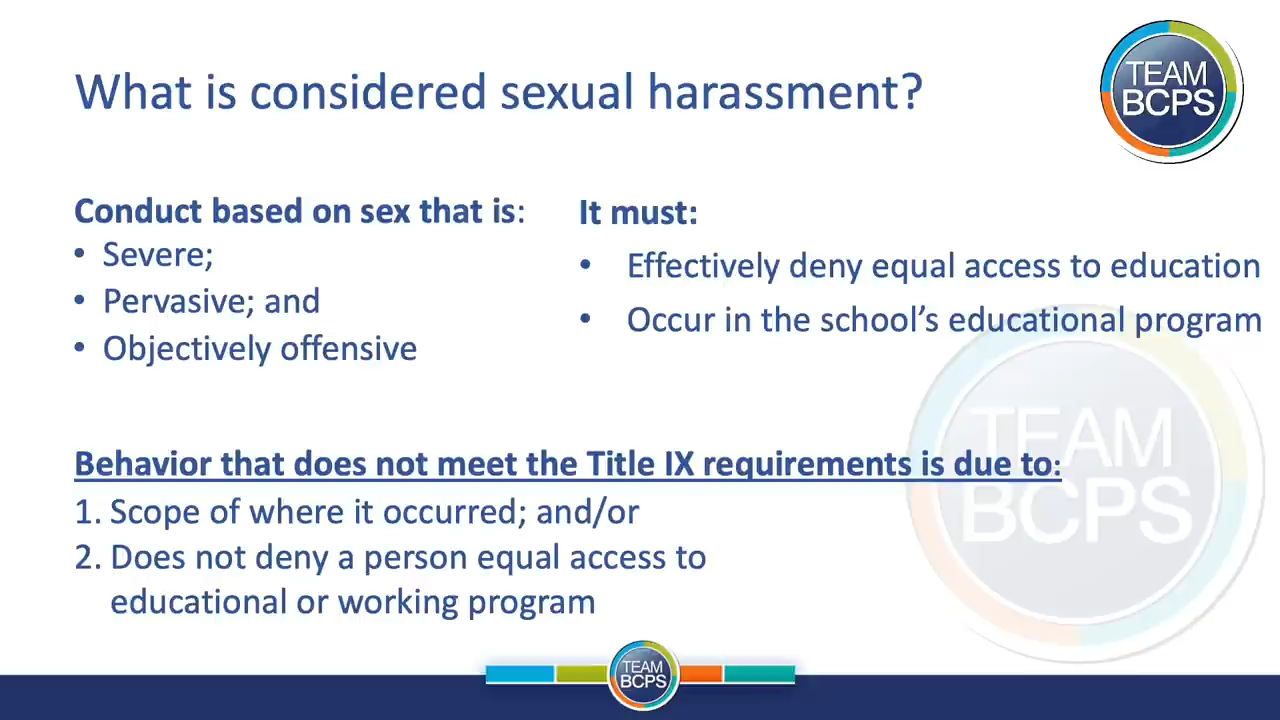 What is considered sexual harassment?
TEAM
BCPS
Conduct based on sex that is:
• Severe;
• Pervasive; and
• Objectively offensive
It must:
• Effectively deny equal access to education
• Occur in the school's educational program
TEAM
BCPS
Behavior that does not meet the Title IX requirements is due to:
1. Scope of where it occurred; and/or
2. Does not deny a person equal access to
educational or working program
TEAM
BCPS